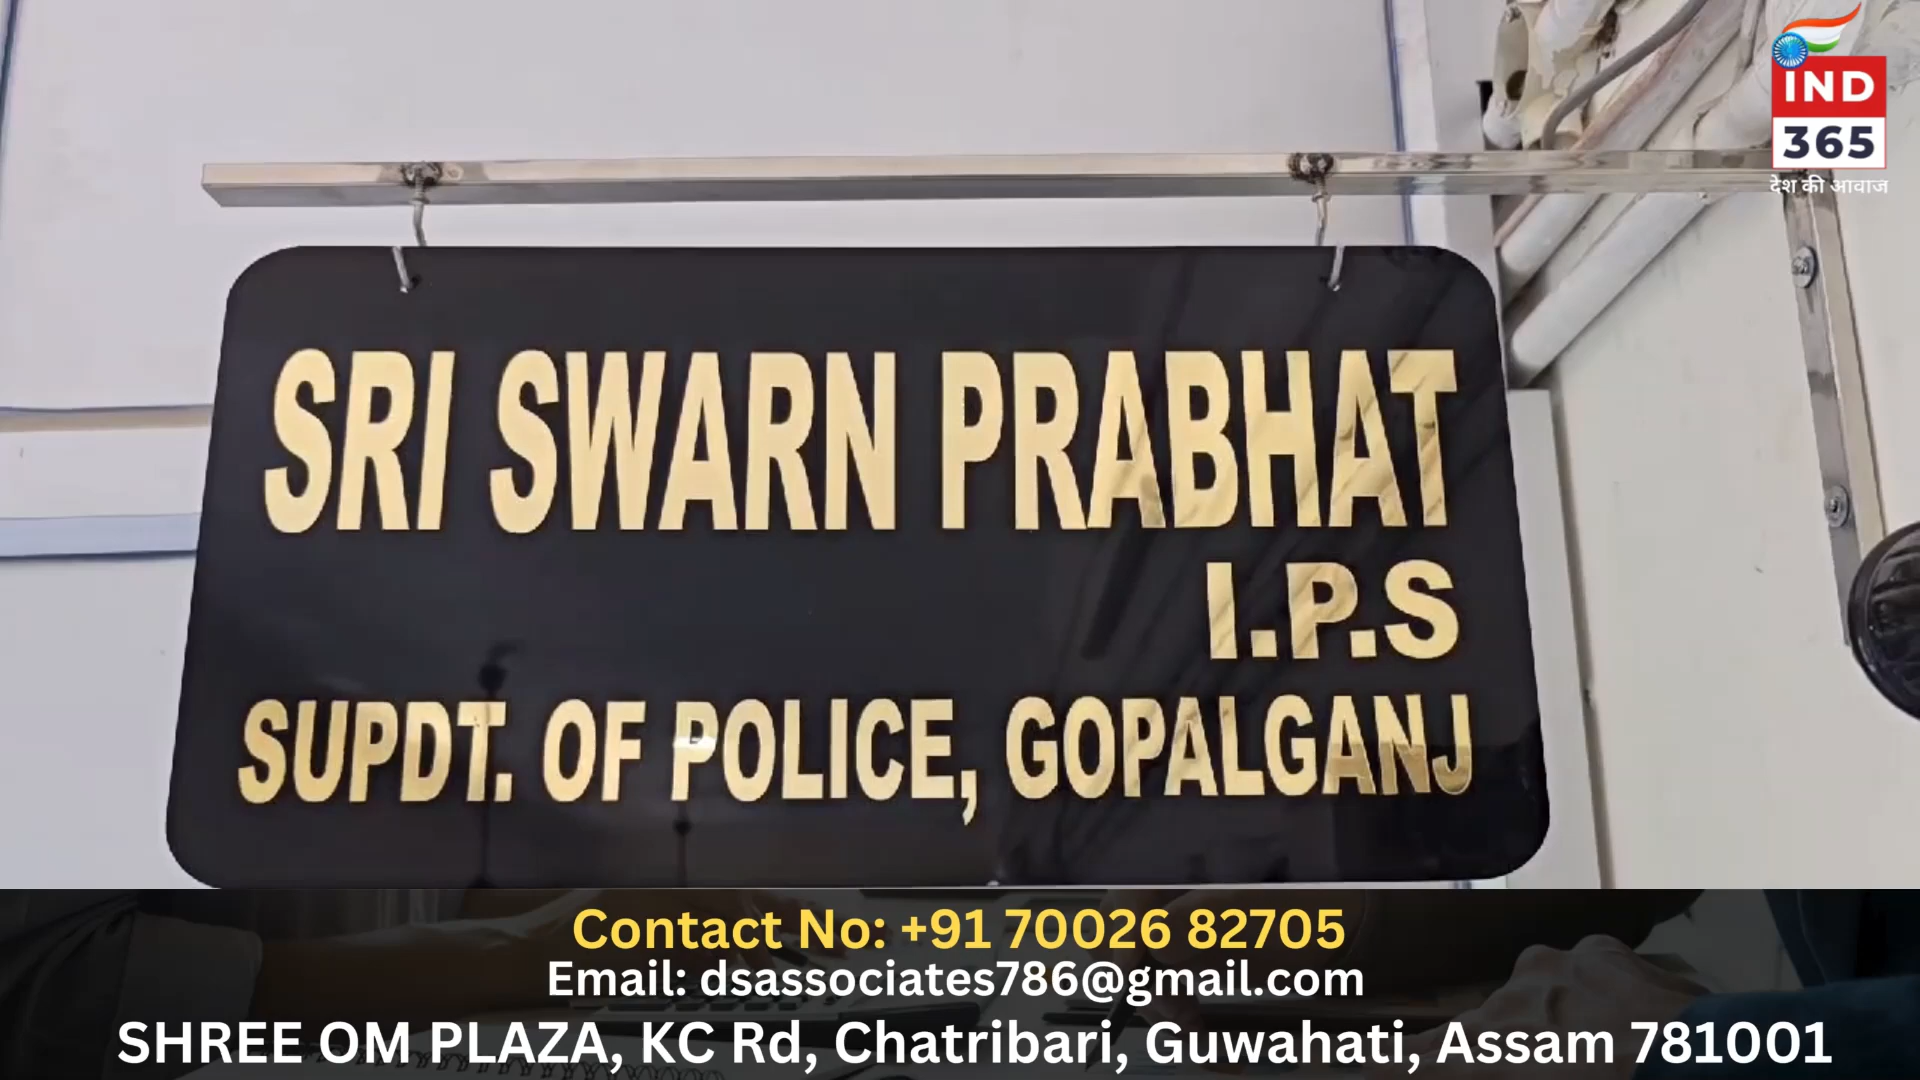 IND
365
देश की आवाज
SRI SWARN PRABHAT
I.P.S
SUPDT. OF POLICE, GOPALGANJ
Contact No: +91 70026 82705
Email: dsassociates786@gmail.com
SHREE OM PLAZA, KC Rd, Chatribari, Guwahati, Assam 781001